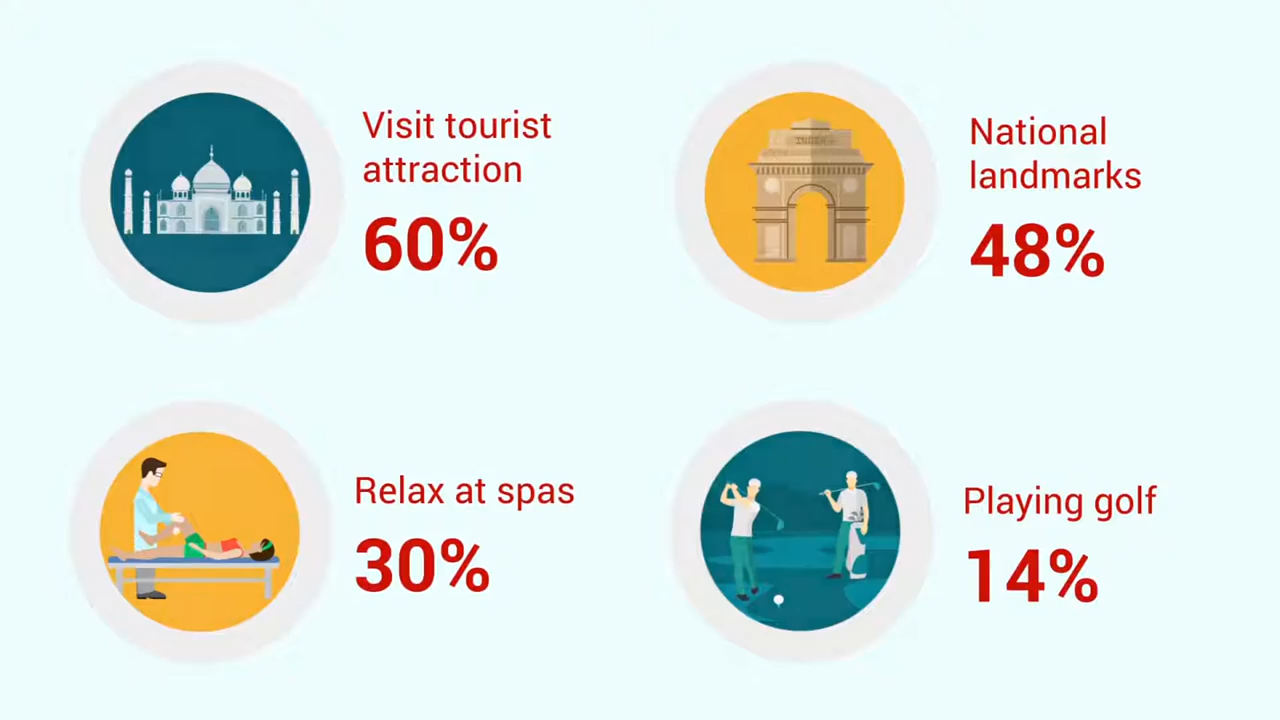 Visit tourist
attraction
60%
National
landmarks
48%
Relax at spas
30%
Playing golf
14%